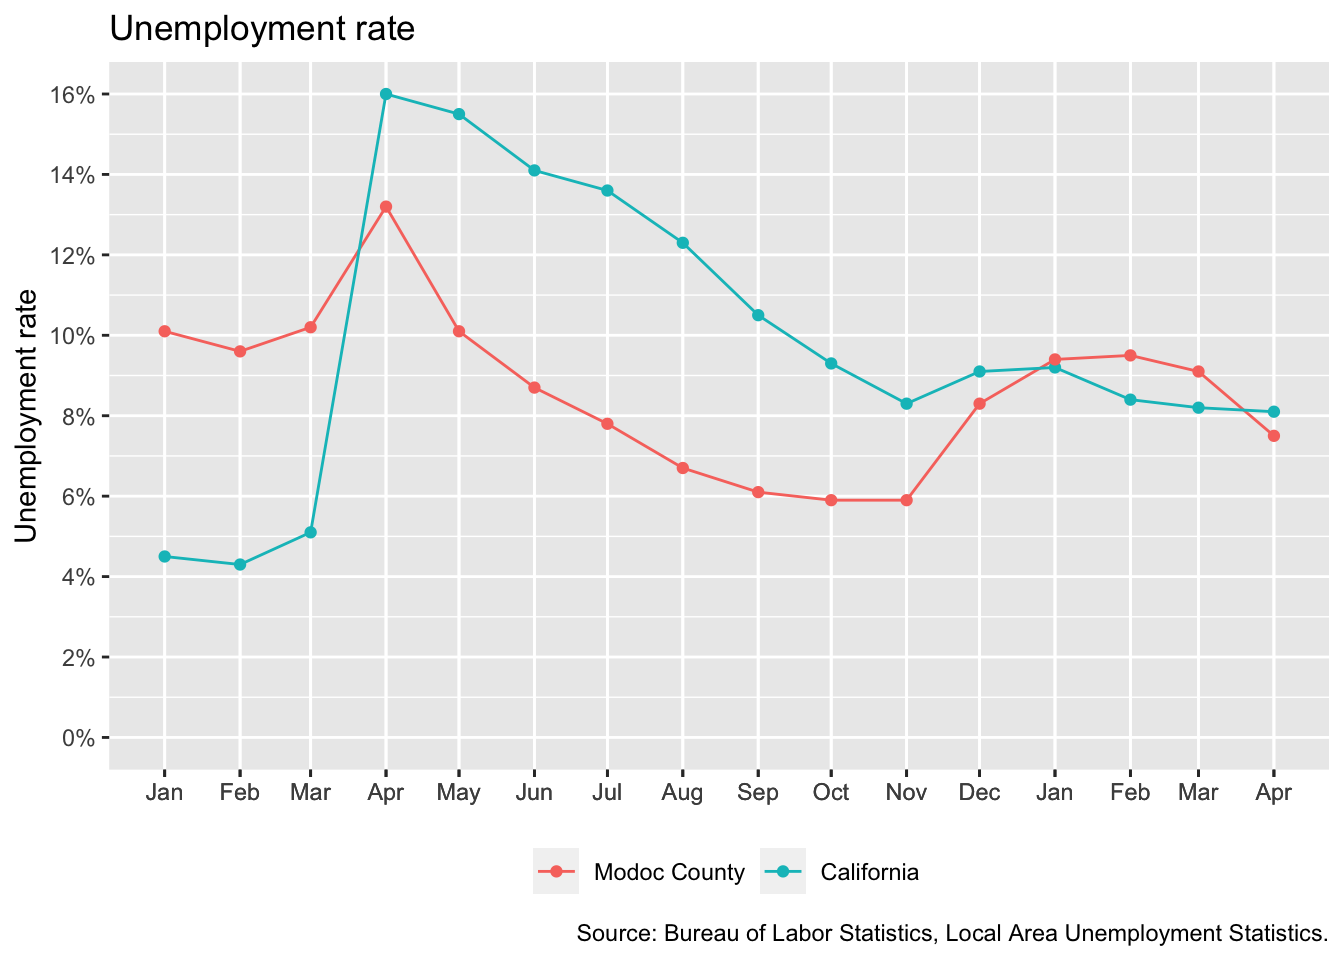 Unemployment rate
Unemployment rate
16%
14%
12%
10%
8%
6%
4%
2%
0%
Jan Feb Mar Apr May Jun Jul Aug Sep Oct Nov Dec Jan Feb Mar Apr
Modoc County California
Source: Bureau of Labor Statistics, Local Area Unemployment Statistics.